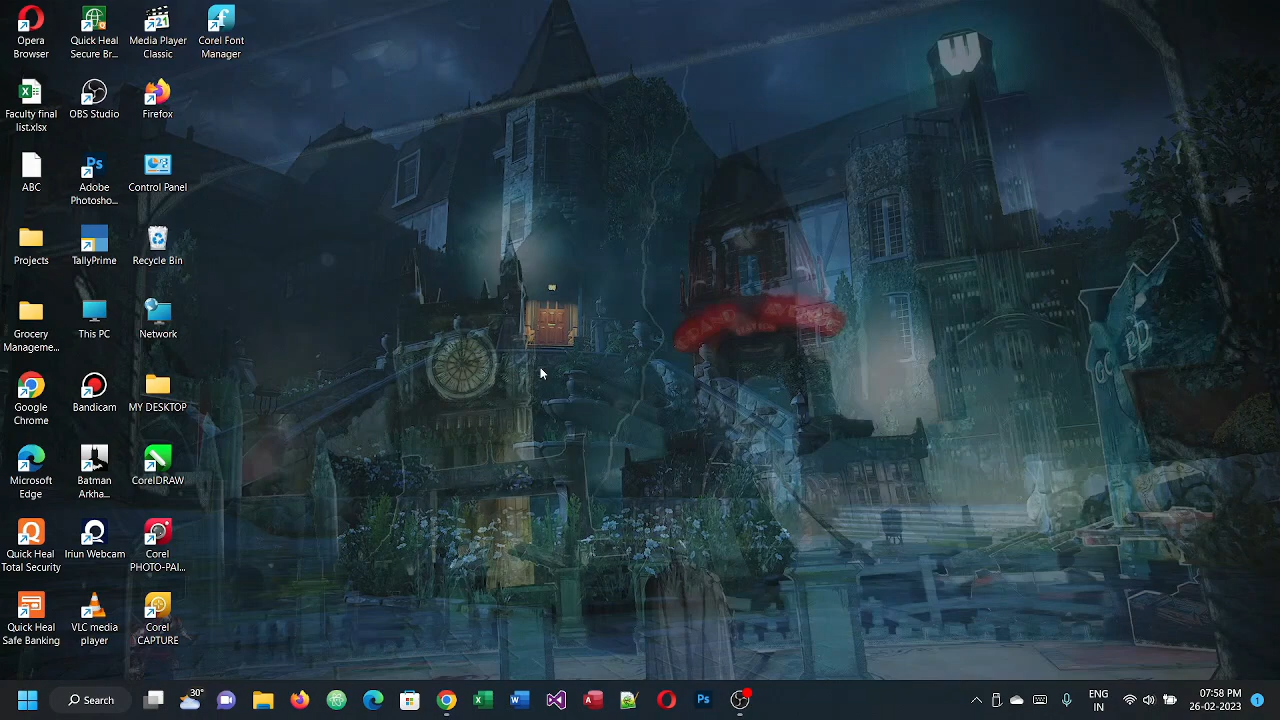 Opera
Browser
Quick Heal
Secure Br...
Media Player
Classic
Corel Font
Manager
Faculty final
list.xlsx
OBS Studio
Firefox
ABC
Adobe
Photosho...
Control Panel
Projects
TallyPrime
Recycle Bin
Grocery
Manageme...
This PC
Network
Google
Chrome
Bandicam
MY DESKTOP
Microsoft
Edge
Batman
Arkha...
CorelDRAW
Quick Heal
Total Security
Iriun Webcam
Corel
PHOTO-PAI...
Quick Heal
Safe Banking
VLC media
player
Corel
CAPTURE
Search
30°
ENG
IN
07:59 PM
26-02-2023
1